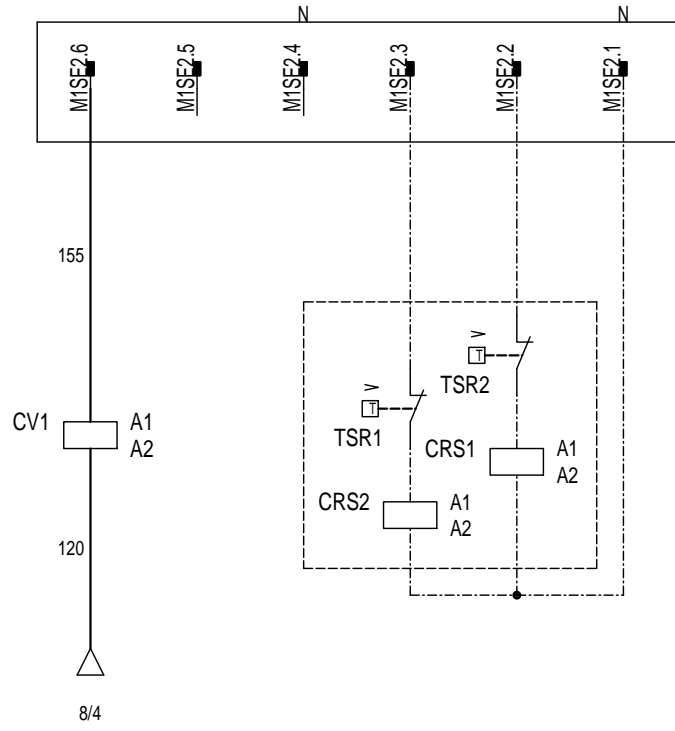 N
N
M1SE2.6
M1SE2.5
M1SE2.4
M1SE2.3
M1SE2.2
M1SE2.1
155
V
T
TSR2
V
T
TSR1
CV1
A1
A2
CRS1
A1
A2
CRS2
A1
A2
120
8/4